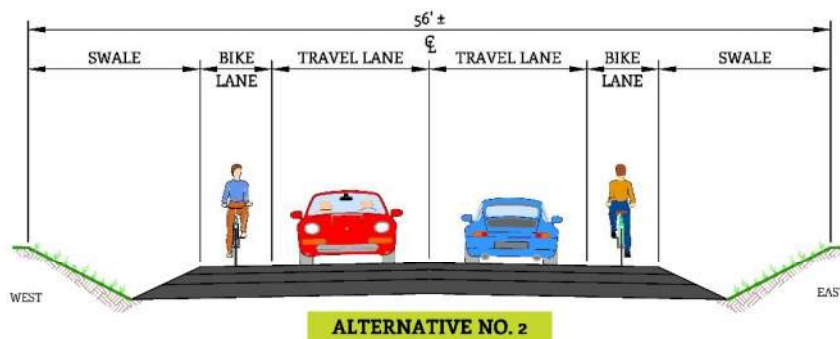 56' ±
℄
SWALE BIKE LANE TRAVEL LANE TRAVEL LANE BIKE LANE SWALE
WEST
EAST
ALTERNATIVE NO. 2